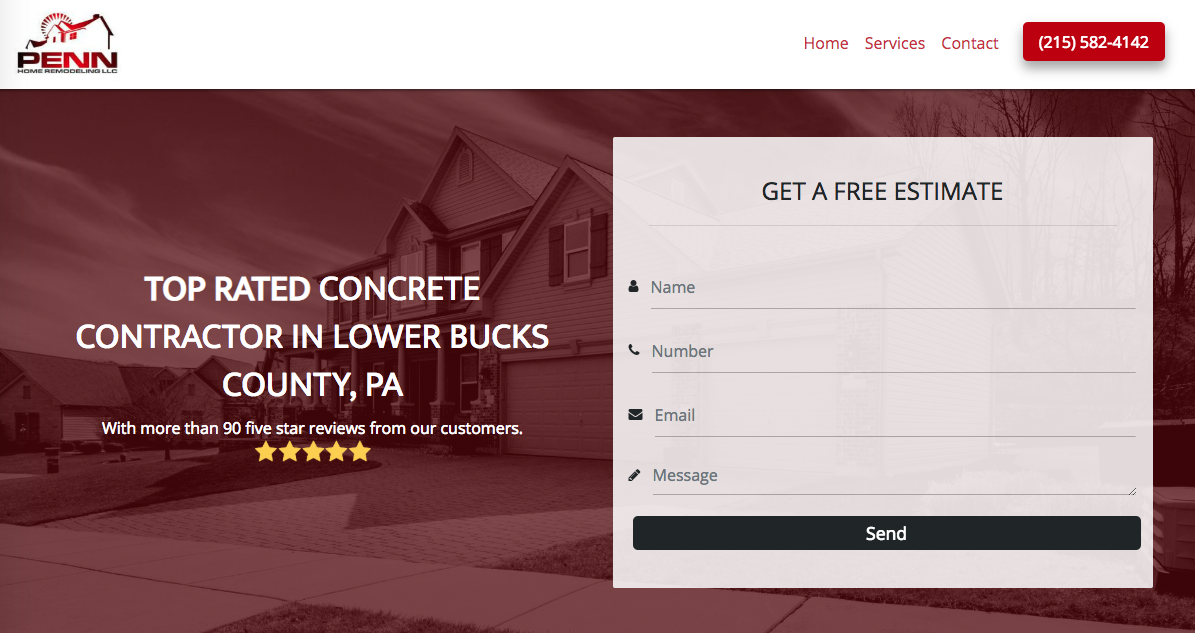 PENN
HOME REMODELING LLC
Home Services Contact (215) 582-4142
TOP RATED CONCRETE
CONTRACTOR IN LOWER BUCKS
COUNTY, PA
With more than 90 five star reviews from our customers.
GET A FREE ESTIMATE
Name
Number
Email
Message
Send